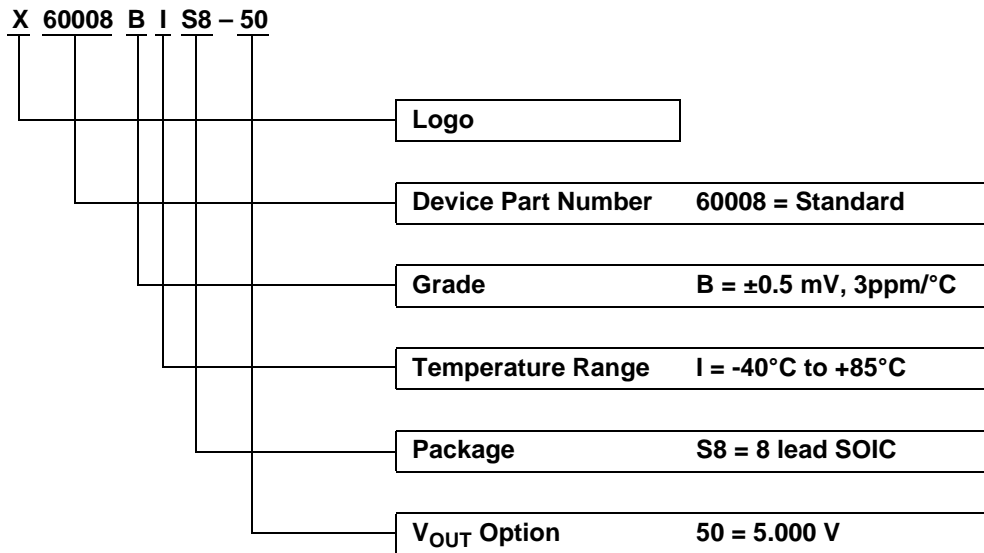 X 60008 B I S8 – 50
Logo
Device Part Number 60008 = Standard
Grade B = ±0.5 mV, 3ppm/°C
Temperature Range I = -40°C to +85°C
Package S8 = 8 lead SOIC
VOUT Option 50 = 5.000 V